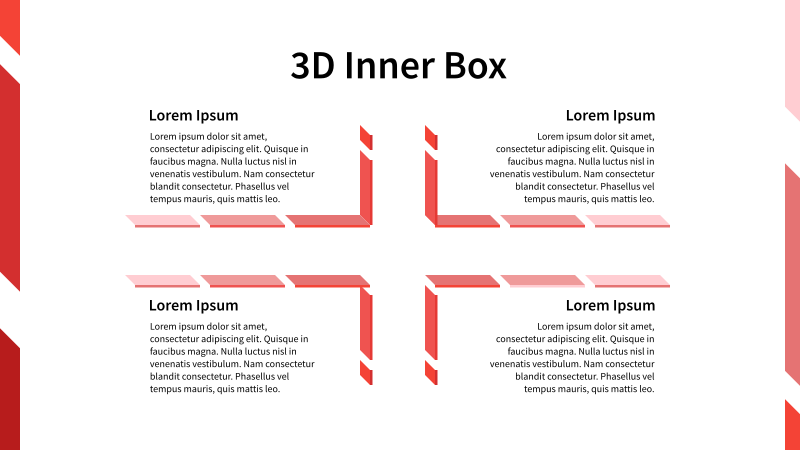 3D Inner Box
Lorem Ipsum
Lorem ipsum dolor sit amet,
consectetur adipiscing elit. Quisque in
faucibus magna. Nulla luctus nisl in
venenatis vestibulum. Nam consectetur
blandit consectetur. Phasellus vel
tempus mauris, quis mattis leo.
Lorem Ipsum
Lorem ipsum dolor sit amet,
consectetur adipiscing elit. Quisque in
faucibus magna. Nulla luctus nisl in
venenatis vestibulum. Nam consectetur
blandit consectetur. Phasellus vel
tempus mauris, quis mattis leo.
Lorem Ipsum
Lorem ipsum dolor sit amet,
consectetur adipiscing elit. Quisque in
faucibus magna. Nulla luctus nisl in
venenatis vestibulum. Nam consectetur
blandit consectetur. Phasellus vel
tempus mauris, quis mattis leo.
Lorem Ipsum
Lorem ipsum dolor sit amet,
consectetur adipiscing elit. Quisque in
faucibus magna. Nulla luctus nisl in
venenatis vestibulum. Nam consectetur
blandit consectetur. Phasellus vel
tempus mauris, quis mattis leo.